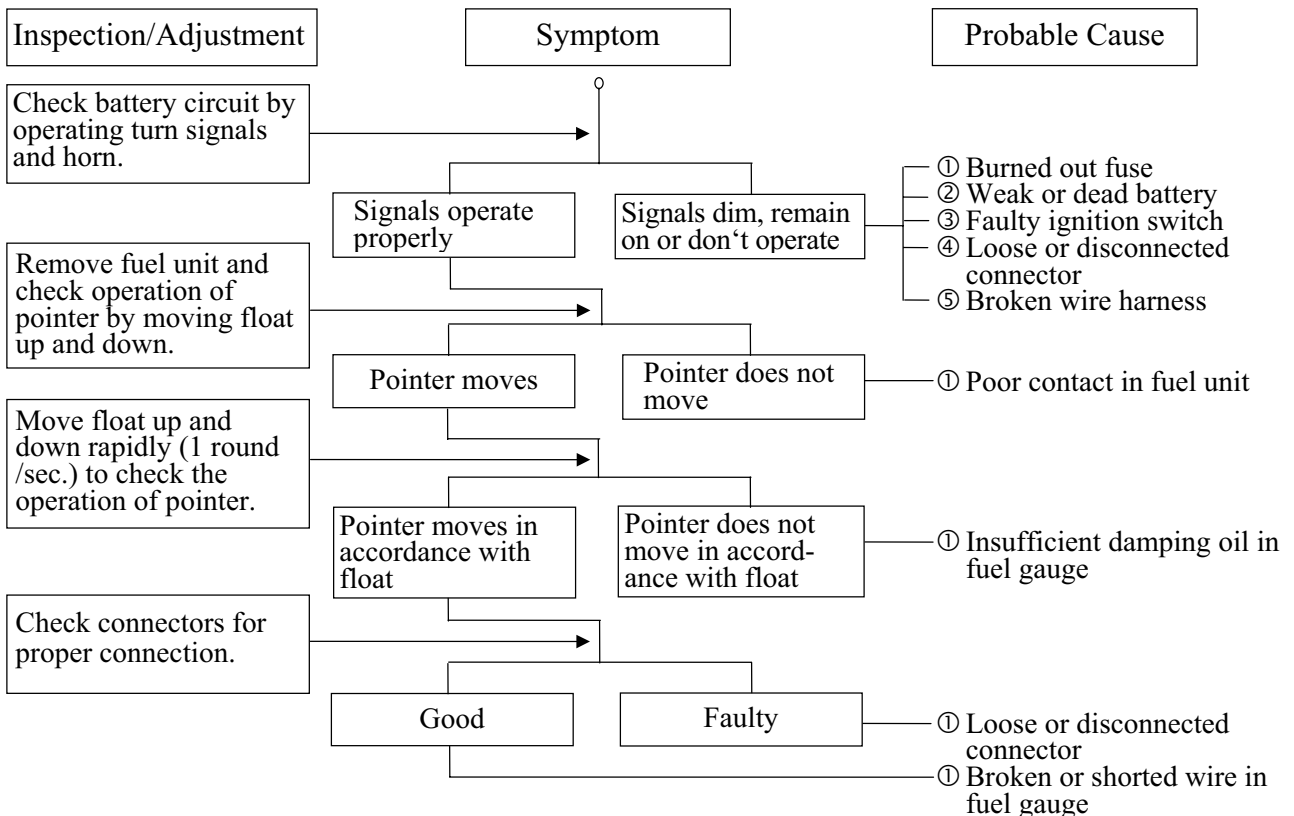 Inspection/Adjustment
Symptom
Probable Cause
Check battery circuit by
operating turn signals
and horn.
Signals operate
properly
Signals dim, remain
on or don‘t operate
① Burned out fuse
② Weak or dead battery
③ Faulty ignition switch
④ Loose or disconnected
connector
⑤ Broken wire harness
Remove fuel unit and
check operation of
pointer by moving float
up and down.
Pointer moves
Pointer does not
move
① Poor contact in fuel unit
Move float up and
down rapidly (1 round
/sec.) to check the
operation of pointer.
Pointer moves in
accordance with
float
Pointer does not
move in accord-
ance with float
① Insufficient damping oil in
fuel gauge
Check connectors for
proper connection.
Good
Faulty
① Loose or disconnected
connector
① Broken or shorted wire in
fuel gauge